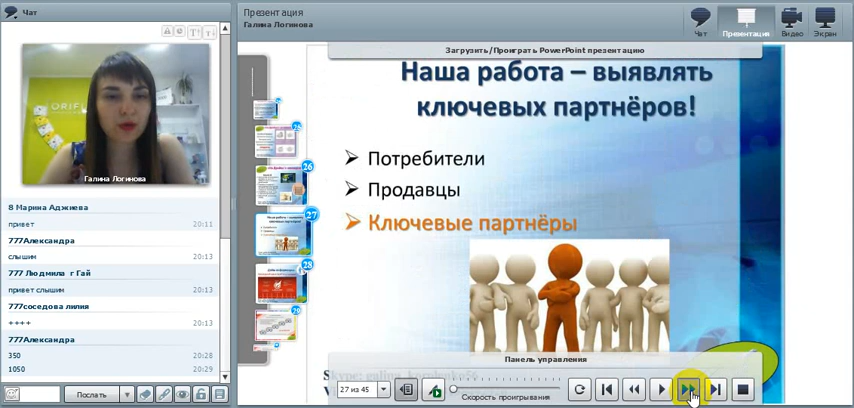 Чат
Галина Логинова
8 Марина Аджиева
привет 20:11
777Александра
слышим 20:13
777 Людмила г Гай
привет слышим 20:13
777соседова лилия
++++ 20:13
777Александра
350 20:28
1050 20:29
Послать
Презентация
Галина Логинова
Чат
Презентация
Видео
Экран
Загрузить/Проиграть PowerPoint презентацию
25
26
27
28
29
Наша работа – выявлять
ключевых партнёров!
Потребители
Продавцы
Ключевые партнёры
Панель управления
27 из 45
Скорость проигрывания